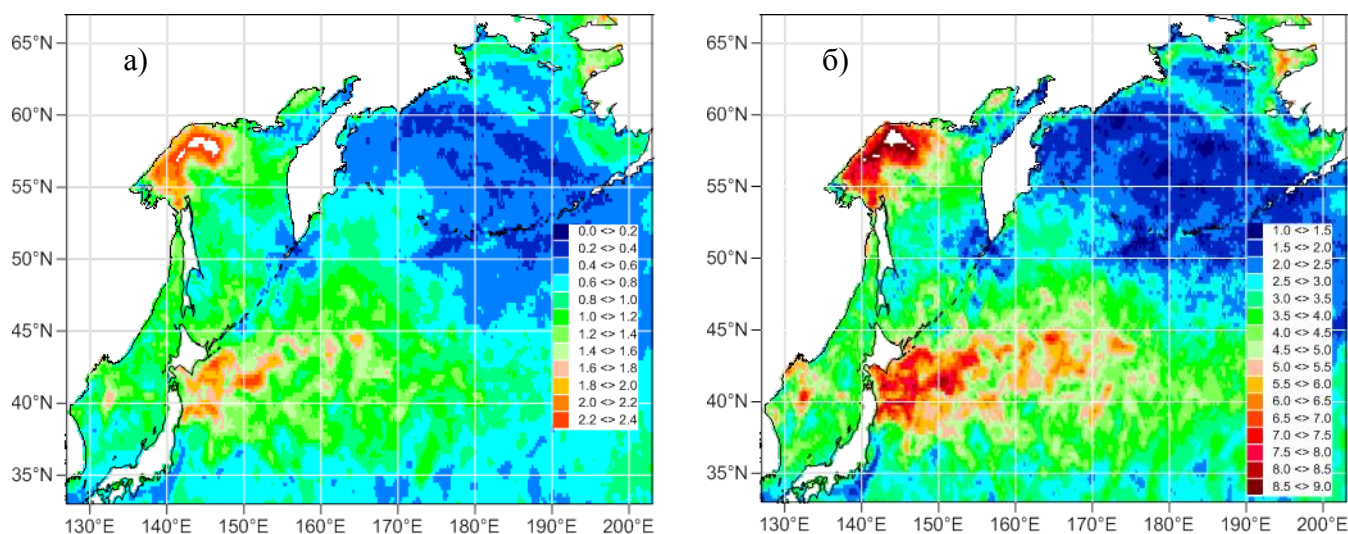 а)
65°N
60°N
55°N
50°N
45°N
40°N
35°N
130°E 140°E 150°E 160°E 170°E 180°E 190°E 200°E
0.0 <> 0.2
0.2 <> 0.4
0.4 <> 0.6
0.6 <> 0.8
0.8 <> 1.0
1.0 <> 1.2
1.2 <> 1.4
1.4 <> 1.6
1.6 <> 1.8
1.8 <> 2.0
2.0 <> 2.2
2.2 <> 2.4
б)
65°N
60°N
55°N
50°N
45°N
40°N
35°N
130°E 140°E 150°E 160°E 170°E 180°E 190°E 200°E
1.0 <> 1.5
1.5 <> 2.0
2.0 <> 2.5
2.5 <> 3.0
3.0 <> 3.5
3.5 <> 4.0
4.0 <> 4.5
4.5 <> 5.0
5.0 <> 5.5
5.5 <> 6.0
6.0 <> 6.5
6.5 <> 7.0
7.0 <> 7.5
7.5 <> 8.0
8.0 <> 8.5
8.5 <> 9.0